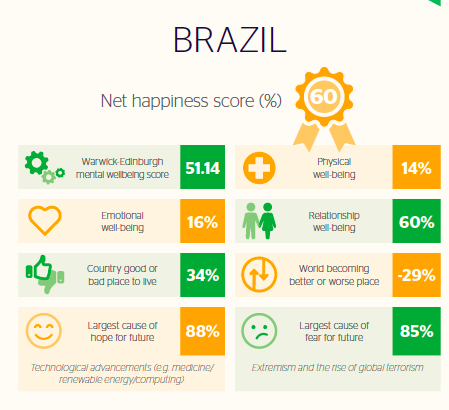 BRAZIL
Net happiness score (%)
60
Warwick-Edinburgh
mental wellbeing score
51.14
Physical
well-being
14%
Emotional
well-being
16%
Relationship
well-being
60%
Country good or
bad place to live
34%
World becoming
better or worse place
-29%
Largest cause of
hope for future
88%
Technological advancements (e.g. medicine/
renewable energy/computing)
Largest cause of
fear for future
-85%
Extremism and the rise of global terrorism